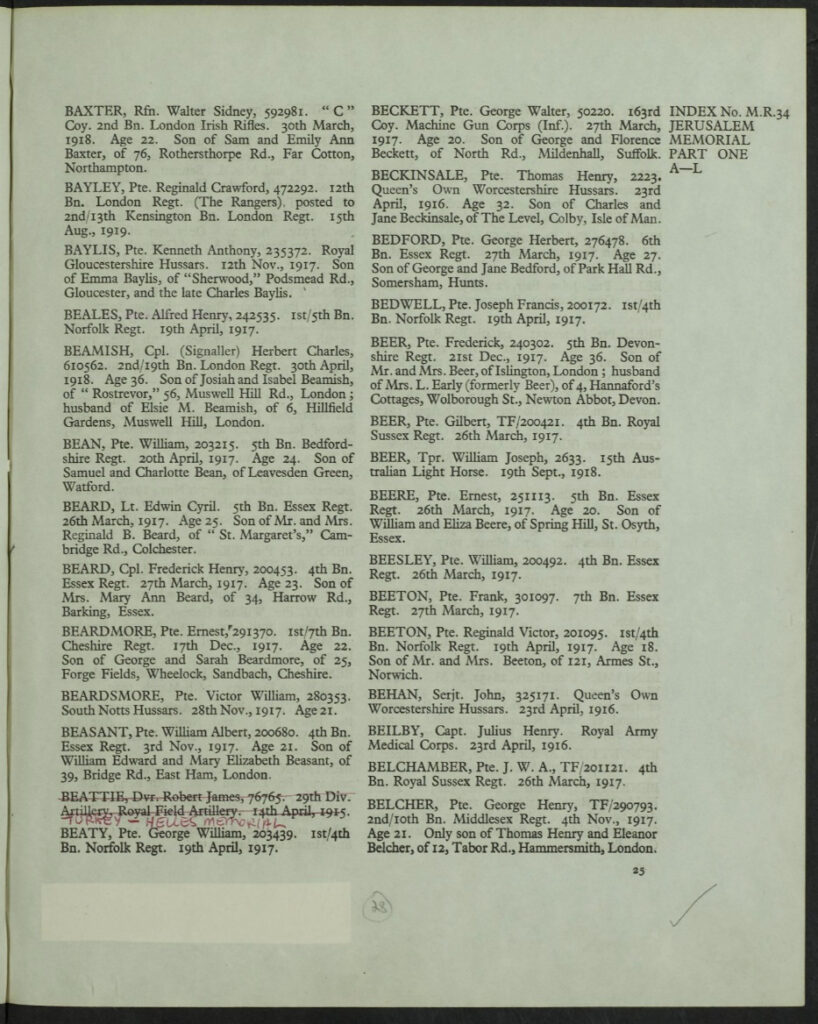 BAXTER, Rfn. Walter Sidney, 592981. “ C ”
Coy. 2nd Bn. London Irish Rifles. 30th March,
1918. Age 22. Son of Sam and Emily Ann
Baxter, of 76, Rothersthorpe Rd., Far Cotton,
Northampton.
BAYLEY, Pte. Reginald Crawford, 472292. 12th
Bn. London Regt. (The Rangers). posted to
2nd/13th Kensington Bn. London Regt. 15th
Aug., 1919.
BAYLIS, Pte. Kenneth Anthony, 235372. Royal
Gloucestershire Hussars. 12th Nov., 1917. Son
of Emma Baylis, of “Sherwood,” Podsmead Rd.,
Gloucester, and the late Charles Baylis.
BEALES, Pte. Alfred Henry, 242535. 1st/5th Bn.
Norfolk Regt. 19th April, 1917.
BEAMISH, Cpl. (Signaller) Herbert Charles,
610562. 2nd/19th Bn. London Regt. 30th April,
1918. Age 36. Son of Josiah and Isabel Beamish,
of “ Rostrevor,” 56, Muswell Hill Rd., London ;
husband of Elsie M. Beamish, of 6, Hillfield
Gardens, Muswell Hill, London.
BEAN, Pte. William, 203215. 5th Bn. Bedford-
shire Regt. 20th April, 1917. Age 24. Son of
Samuel and Charlotte Bean, of Leavesden Green,
Watford.
BEARD, Lt. Edwin Cyril. 5th Bn. Essex Regt.
26th March, 1917. Age 25. Son of Mr. and Mrs.
Reginald B. Beard, of “ St. Margaret’s,” Cam-
bridge Rd., Colchester.
BEARD, Cpl. Frederick Henry, 200453. 4th Bn.
Essex Regt. 27th March, 1917. Age 23. Son of
Mrs. Mary Ann Beard, of 34, Harrow Rd.,
Barking, Essex.
BEARDMORE, Pte. Ernest, 291370. 1st/7th Bn.
Cheshire Regt. 17th Dec., 1917. Age 22.
Son of George and Sarah Beardmore, of 25,
Forge Fields, Wheelock, Sandbach, Cheshire.
BEARDSMORE, Pte. Victor William, 280353.
South Notts Hussars. 28th Nov., 1917. Age 21.
BEASANT, Pte. William Albert, 200680. 4th Bn.
Essex Regt. 3rd Nov., 1917. Age 21. Son of
William Edward and Mary Elizabeth Beasant, of
39, Bridge Rd., East Ham, London.
BEATTIE, Dvr. Robert James, 76765. 29th Div.
Artillery, Royal Field Artillery. 14th April, 1915.
TURKEY — HELLES MEMORIAL
BEATY, Pte. George William, 203439. 1st/4th
Bn. Norfolk Regt. 19th April, 1917.
BECKETT, Pte. George Walter, 50220. 163rd
Coy. Machine Gun Corps (Inf.). 27th March,
1917. Age 20. Son of George and Florence
Beckett, of North Rd., Mildenhall, Suffolk.
BECKINSALE, Pte. Thomas Henry, 2223.
Queen’s Own Worcestershire Hussars. 23rd
April, 1916. Age 32. Son of Charles and
Jane Beckinsale, of The Level, Colby, Isle of Man.
BEDFORD, Pte. George Herbert, 276478. 6th
Bn. Essex Regt. 27th March, 1917. Age 27.
Son of George and Jane Bedford, of Park Hall Rd.,
Somersham, Hunts.
BEDWELL, Pte. Joseph Francis, 200172. 1st/4th
Bn. Norfolk Regt. 19th April, 1917.
BEER, Pte. Frederick, 240302. 5th Bn. Devon-
shire Regt. 21st Dec., 1917. Age 36. Son of
Mr. and Mrs. Beer, of Islington, London ; husband
of Mrs. L. Early (formerly Beer), of 4, Hannaford’s
Cottages, Wolborough St., Newton Abbot, Devon.
BEER, Pte. Gilbert, TF/200421. 4th Bn. Royal
Sussex Regt. 26th March, 1917.
BEER, Tpr. William Joseph, 2633. 15th Aus-
tralian Light Horse. 19th Sept., 1918.
BEERE, Pte. Ernest, 251113. 5th Bn. Essex
Regt. 26th March, 1917. Age 20. Son of
William and Eliza Beere, of Spring Hill, St. Osyth,
Essex.
BEESLEY, Pte. William, 200492. 4th Bn. Essex
Regt. 26th March, 1917.
BEETON, Pte. Frank, 301097. 7th Bn. Essex
Regt. 27th March, 1917.
BEETON, Pte. Reginald Victor, 201095. 1st/4th
Bn. Norfolk Regt. 19th April, 1917. Age 18.
Son of Mr. and Mrs. Beeton, of 121, Armes St.,
Norwich.
BEHAN, Serjt. John, 325171. Queen’s Own
Worcestershire Hussars. 23rd April, 1916.
BEILBY, Capt. Julius Henry. Royal Army
Medical Corps. 23rd April, 1916.
BELCHAMBER, Pte. J. W. A., TF/201121. 4th
Bn. Royal Sussex Regt. 26th March, 1917.
BELCHER, Pte. George Henry, TF/290793.
2nd/10th Bn. Middlesex Regt. 4th Nov., 1917.
Age 21. Only son of Thomas Henry and Eleanor
Belcher, of 12, Tabor Rd., Hammersmith, London.
INDEX No. M.R.34
JERUSALEM
MEMORIAL
PART ONE
A—L
25
28